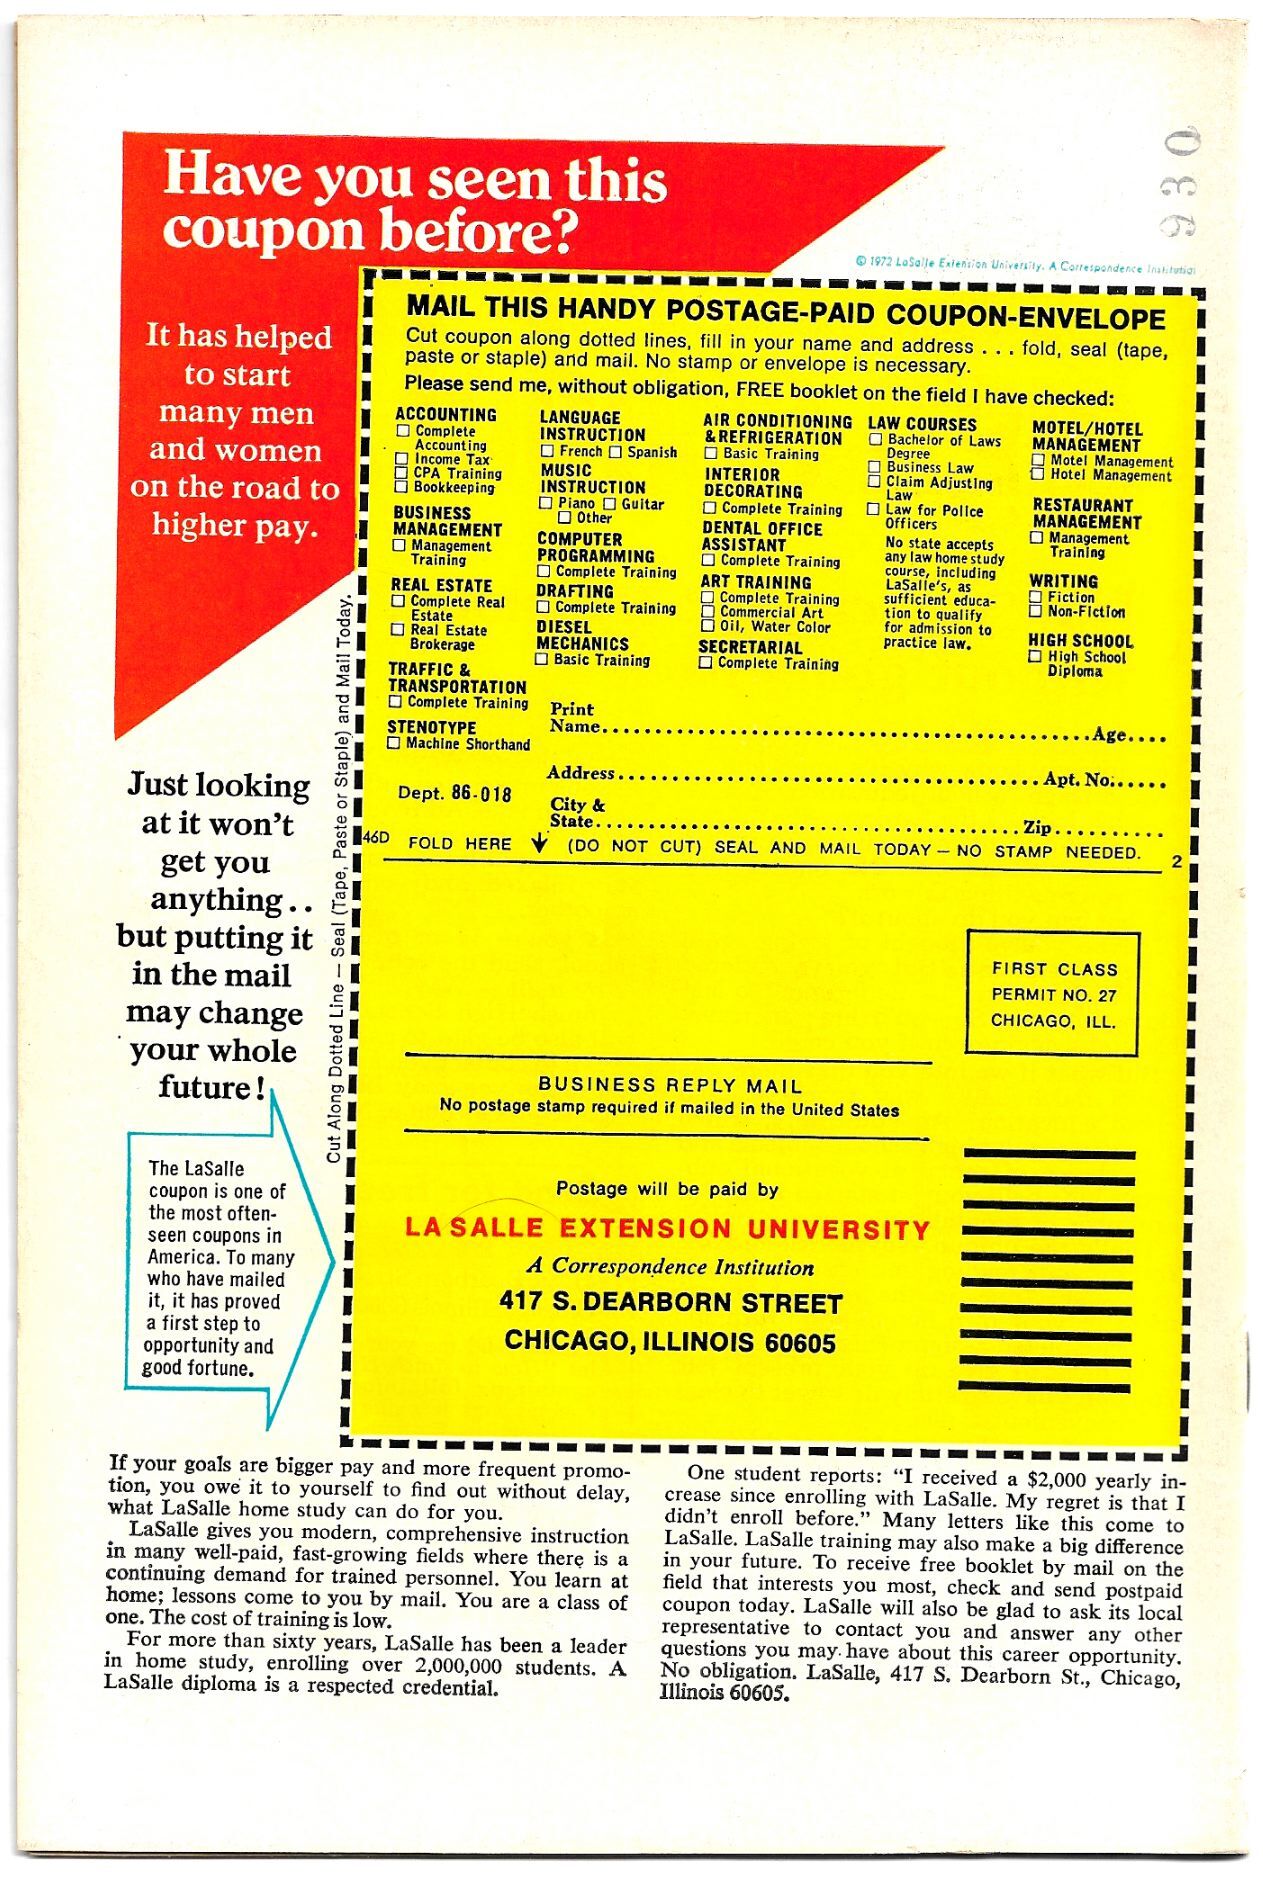 Have you seen this
coupon before?
930
© 1972 LaSalle Extension University. A Correspondence Institution
It has helped
to start
many men
and women
on the road to
higher pay.
MAIL THIS HANDY POSTAGE-PAID COUPON-ENVELOPE
Cut coupon along dotted lines, fill in your name and address . . . fold, seal (tape,
paste or staple) and mail. No stamp or envelope is necessary.
Please send me, without obligation, FREE booklet on the field I have checked:
ACCOUNTING
☐ Complete
Accounting
☐ Income Tax
☐ CPA Training
☐ Bookkeeping
BUSINESS
MANAGEMENT
☐ Management
Training
REAL ESTATE
☐ Complete Real
Estate
☐ Real Estate
Brokerage
TRAFFIC &
TRANSPORTATION
☐ Complete Training
STENOTYPE
☐ Machine Shorthand
LANGUAGE
INSTRUCTION
☐ French ☐ Spanish
MUSIC
INSTRUCTION
☐ Piano ☐ Guitar
☐ Other
COMPUTER
PROGRAMMING
☐ Complete Training
DRAFTING
☐ Complete Training
DIESEL
MECHANICS
☐ Basic Training
AIR CONDITIONING
& REFRIGERATION
☐ Basic Training
INTERIOR
DECORATING
☐ Complete Training
DENTAL OFFICE
ASSISTANT
☐ Complete Training
ART TRAINING
☐ Complete Training
☐ Commercial Art
☐ Oil, Water Color
SECRETARIAL
☐ Complete Training
LAW COURSES
☐ Bachelor of Laws
Degree
☐ Business Law
☐ Claim Adjusting
Law
☐ Law for Police
Officers
No state accepts
any law home study
course, including
LaSalle's, as
sufficient educa-
tion to qualify
for admission to
practice law.
MOTEL/HOTEL
MANAGEMENT
☐ Motel Management
☐ Hotel Management
RESTAURANT
MANAGEMENT
☐ Management
Training
WRITING
☐ Fiction
☐ Non-Fiction
HIGH SCHOOL
☐ High School
Diploma
Print
Name.................................................Age....
Address.......................................Apt. No......
Dept. 86-018
City &
State...........................................Zip..........
46D FOLD HERE ↓ (DO NOT CUT) SEAL AND MAIL TODAY – NO STAMP NEEDED. 2
Cut Along Dotted Line — Seal (Tape, Paste or Staple) and Mail Today.
Just looking
at it won't
get you
anything . .
but putting it
in the mail
may change
your whole
future!
FIRST CLASS
PERMIT NO. 27
CHICAGO, ILL.
BUSINESS REPLY MAIL
No postage stamp required if mailed in the United States
Postage will be paid by
LA SALLE EXTENSION UNIVERSITY
A Correspondence Institution
417 S. DEARBORN STREET
CHICAGO, ILLINOIS 60605
The LaSalle
coupon is one of
the most often-
seen coupons in
America. To many
who have mailed
it, it has proved
a first step to
opportunity and
good fortune.
If your goals are bigger pay and more frequent promo-
tion, you owe it to yourself to find out without delay,
what LaSalle home study can do for you.
LaSalle gives you modern, comprehensive instruction
in many well-paid, fast-growing fields where there is a
continuing demand for trained personnel. You learn at
home; lessons come to you by mail. You are a class of
one. The cost of training is low.
For more than sixty years, LaSalle has been a leader
in home study, enrolling over 2,000,000 students. A
LaSalle diploma is a respected credential.
One student reports: "I received a $2,000 yearly in-
crease since enrolling with LaSalle. My regret is that I
didn't enroll before." Many letters like this come to
LaSalle. LaSalle training may also make a big difference
in your future. To receive free booklet by mail on the
field that interests you most, check and send postpaid
coupon today. LaSalle will also be glad to ask its local
representative to contact you and answer any other
questions you may have about this career opportunity.
No obligation. LaSalle, 417 S. Dearborn St., Chicago,
Illinois 60605.